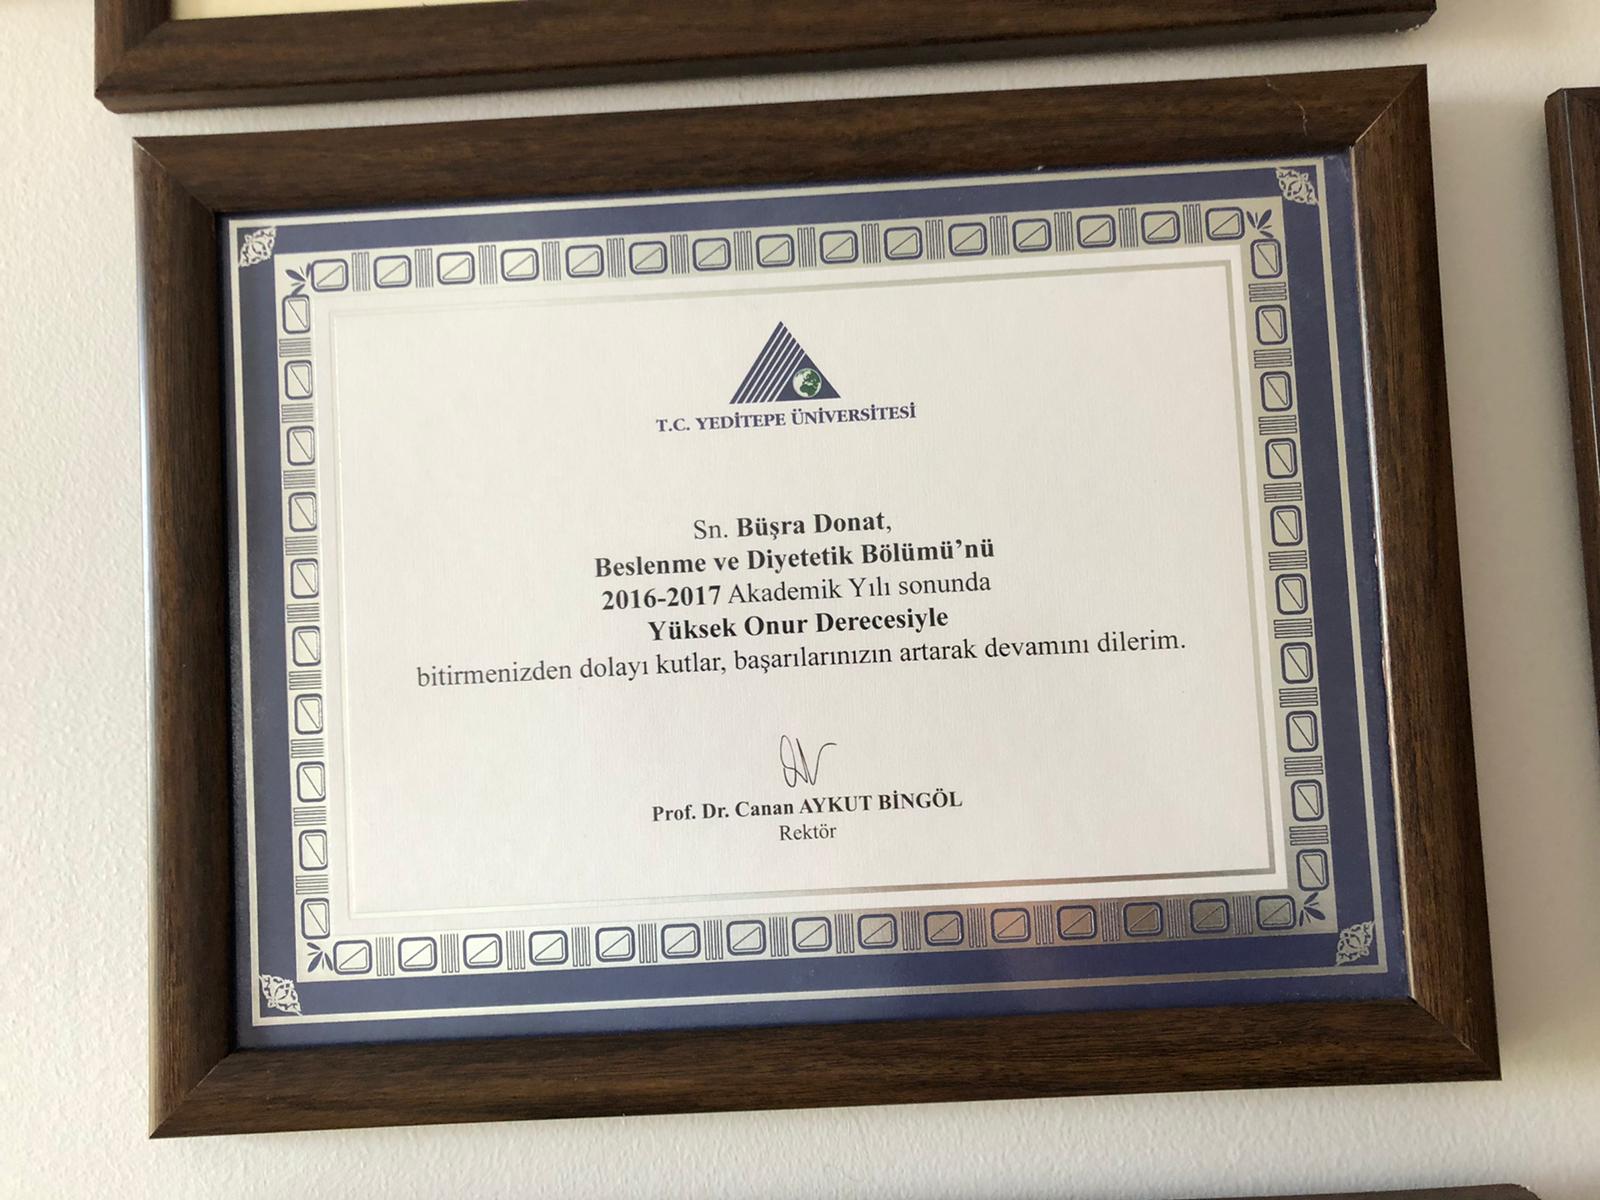 T.C. YEDİTEPE ÜNİVERSİTESİ
Sn. Büşra Donat,
Beslenme ve Diyetetik Bölümü’nü
2016-2017 Akademik Yılı sonunda
Yüksek Onur Derecesiyle
bitirmenizden dolayı kutlar, başarılarınızın artarak devamını dilerim.
Prof. Dr. Canan AYKUT BİNGÖL
Rektör